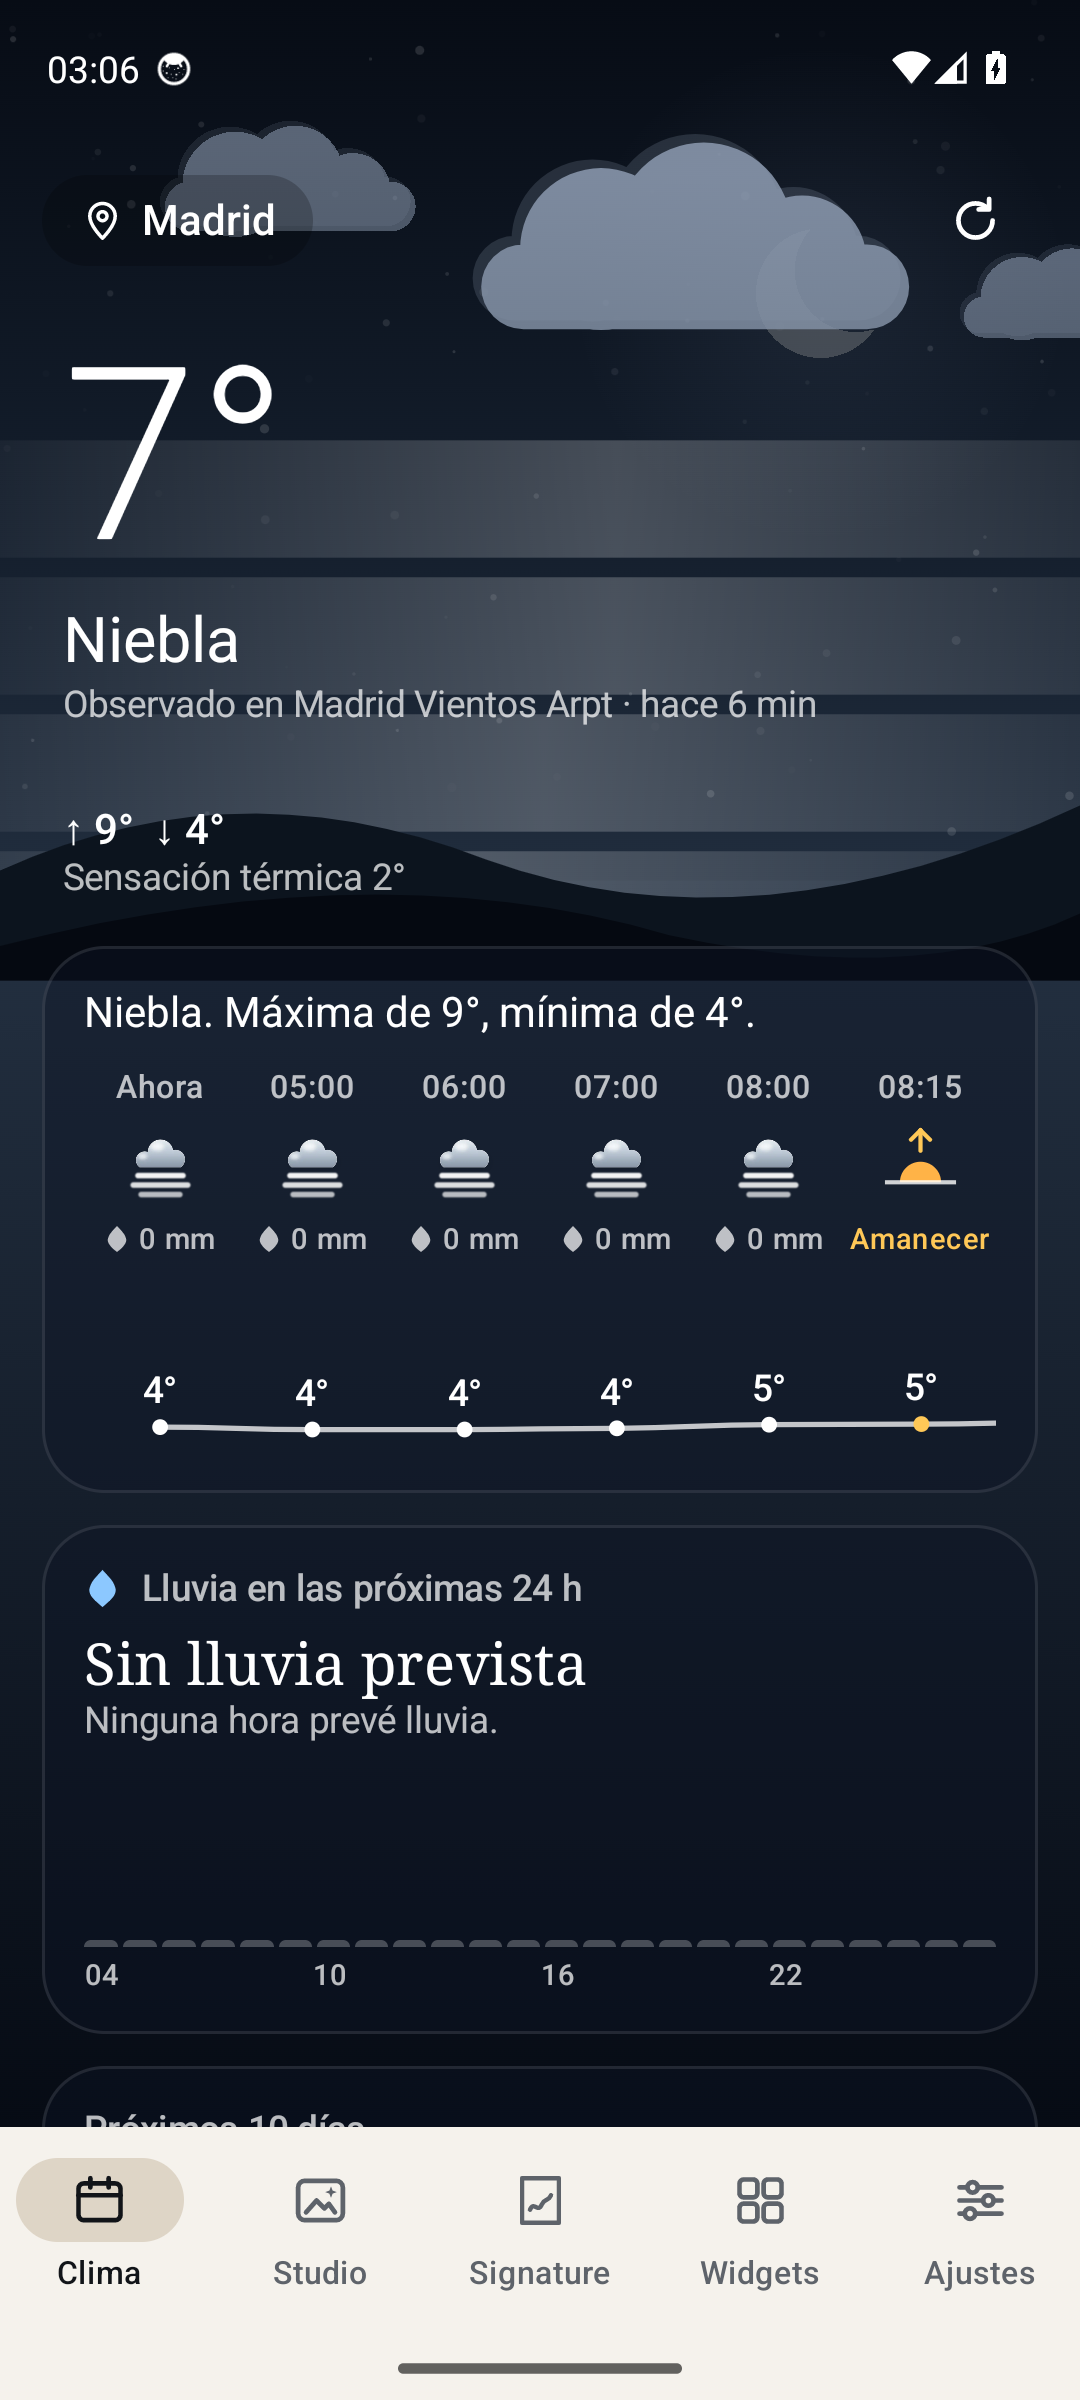 03:06
Madrid
7°
Niebla
Observado en Madrid Vientos Arpt · hace 6 min
↑ 9° ↓ 4°
Sensación térmica 2°
Niebla. Máxima de 9°, mínima de 4°.
Ahora 05:00 06:00 07:00 08:00 08:15
0 mm 0 mm 0 mm 0 mm 0 mm Amanecer
4° 4° 4° 4° 5° 5°
Lluvia en las próximas 24 h
Sin lluvia prevista
Ninguna hora prevé lluvia.
04 10 16 22
Próximos 10 días
Clima Studio Signature Widgets Ajustes